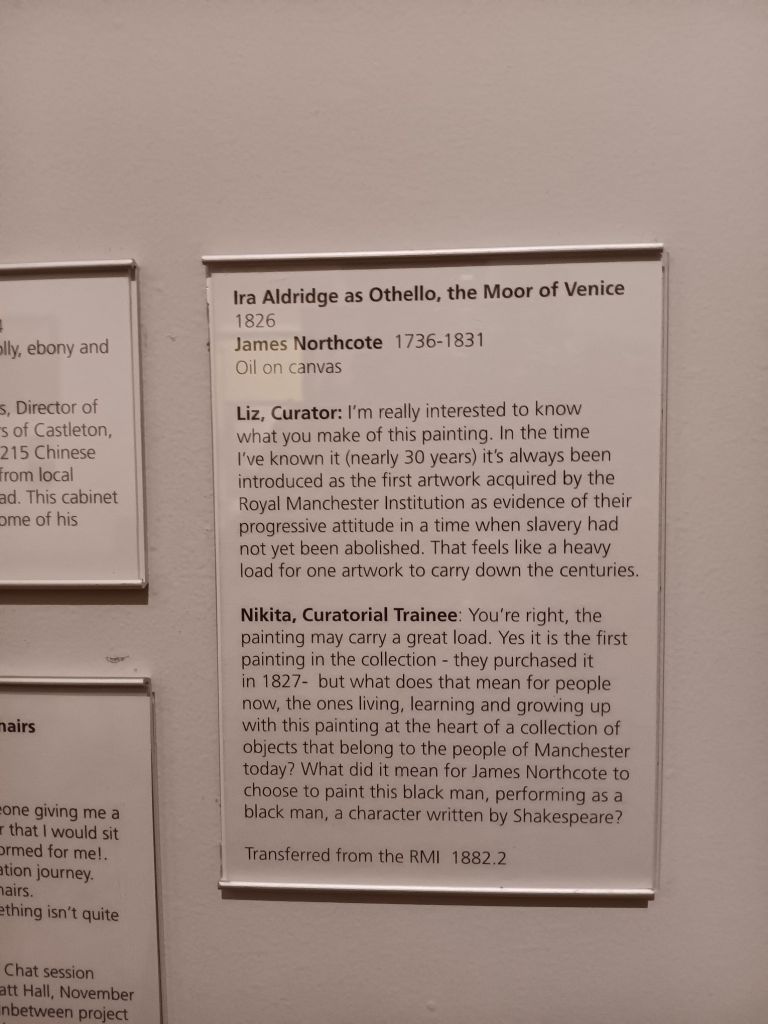 olly, ebony and
s, Director of
s of Castleton,
215 Chinese
from local
ad. This cabinet
ome of his
hairs
one giving me a
r that I would sit
ormed for me!.
ation journey.
hairs.
ething isn't quite
Chat session
att Hall, November
nbetween project
Ira Aldridge as Othello, the Moor of Venice
1826
James Northcote 1736-1831
Oil on canvas
Liz, Curator: I'm really interested to know
what you make of this painting. In the time
I've known it (nearly 30 years) it's always been
introduced as the first artwork acquired by the
Royal Manchester Institution as evidence of their
progressive attitude in a time when slavery had
not yet been abolished. That feels like a heavy
load for one artwork to carry down the centuries.
Nikita, Curatorial Trainee: You're right, the
painting may carry a great load. Yes it is the first
painting in the collection - they purchased it
in 1827- but what does that mean for people
now, the ones living, learning and growing up
with this painting at the heart of a collection of
objects that belong to the people of Manchester
today? What did it mean for James Northcote to
choose to paint this black man, performing as a
black man, a character written by Shakespeare?
Transferred from the RMI 1882.2